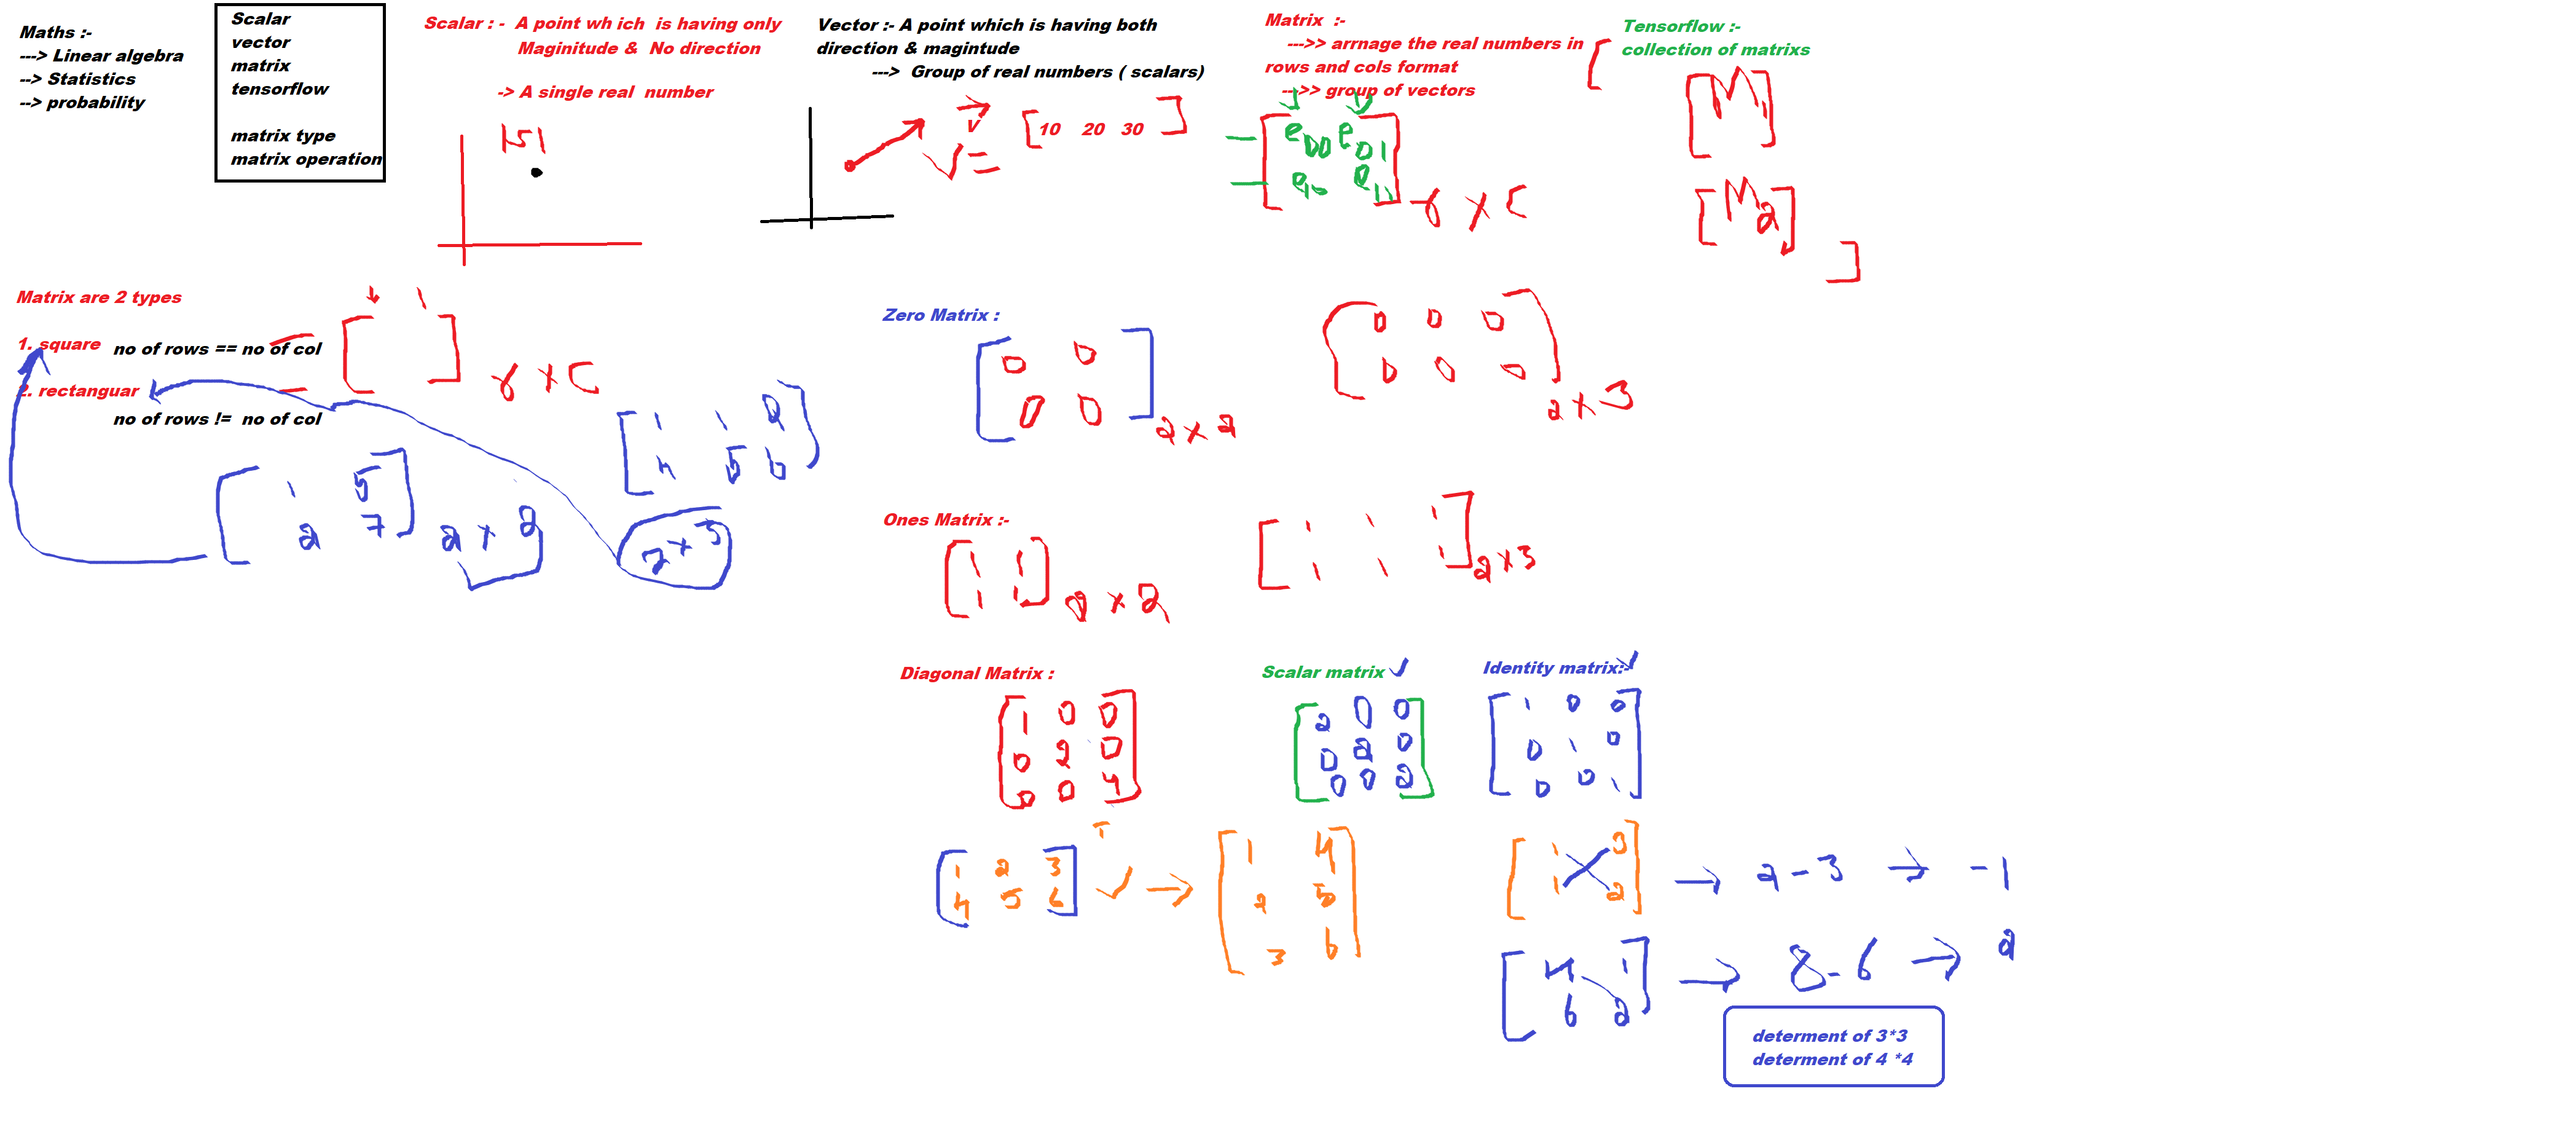 Maths :-
---> Linear algebra
--> Statistics
--> probability
Scalar
vector
matrix
tensorflow
matrix type
matrix operation
Scalar : - A point wh ich is having only
Maginitude & No direction
-> A single real number
151
Vector :- A point which is having both
direction & magintude
---> Group of real numbers ( scalars)
V
V = [ 10 20 30 ]
Matrix :-
--->> arrnage the real numbers in
rows and cols format
-->> group of vectors
e00 e01
e10 e11
r x c
Tensorflow :-
collection of matrixs
[
[ M1 ]
[ M2 ]
]
Matrix are 2 types
1. square no of rows == no of col
2. rectanguar
no of rows != no of col
[ ] r x c
1 5
2 7
2 x 2
1 1 2
4 5 6
2 x 3
Zero Matrix :
0 0
0 0
2 x 2
0 0 0
0 0 0
2 x 3
Ones Matrix :-
1 1
1 1
2 x 2
1 1 1
1 1 1
2 x 3
Diagonal Matrix :
1 0 0
0 2 0
0 0 4
Scalar matrix
2 0 0
0 2 0
0 0 2
Identity matrix:-
1 0 0
0 1 0
0 0 1
T
1 2 3
4 5 6
→
1 4
2 5
3 6
1 3
1 2
→ 2 - 3 → -1
4 1
6 2
→ 8 - 6 → 2
determent of 3*3
determent of 4 *4